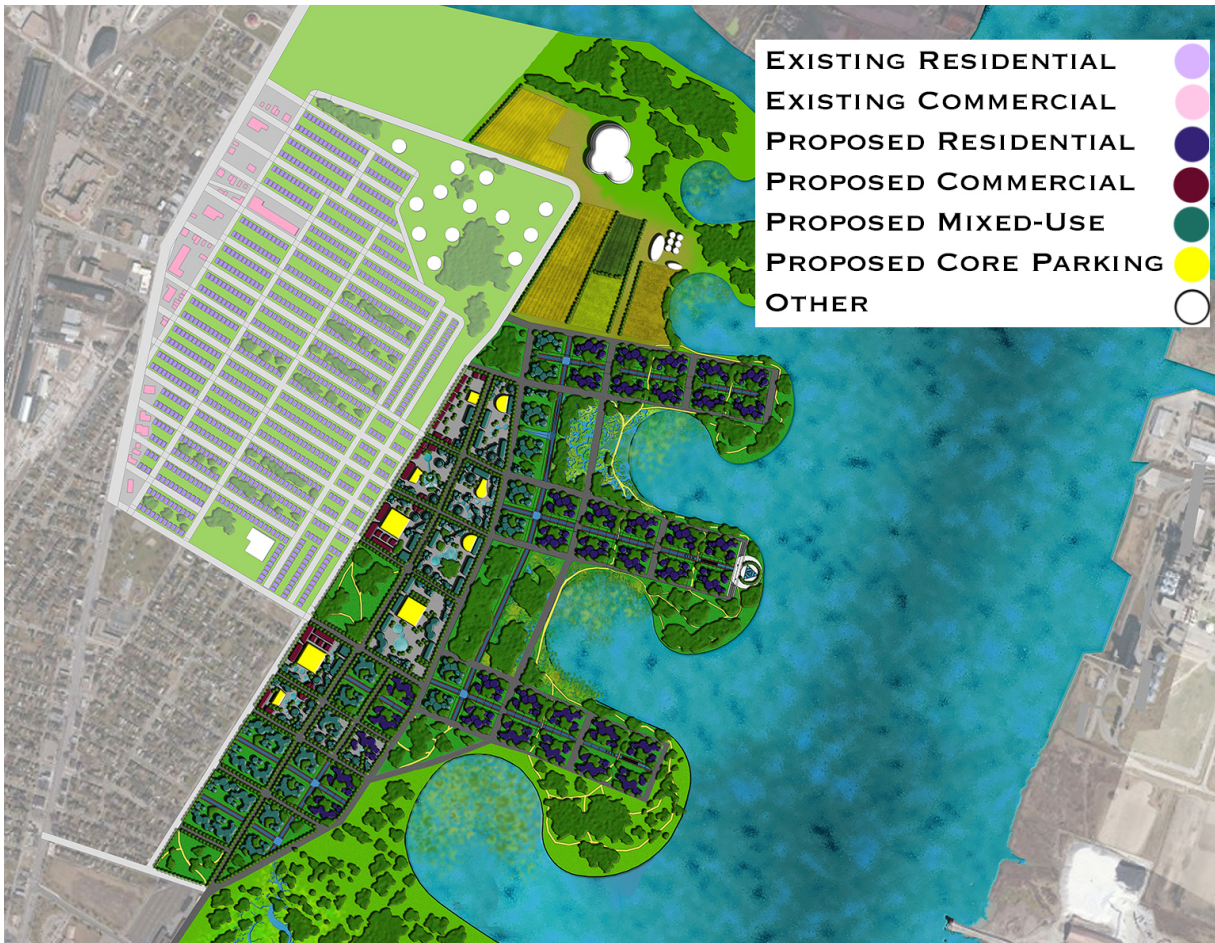 Existing Residential
Existing Commercial
Proposed Residential
Proposed Commercial
Proposed Mixed-Use
Proposed Core Parking
Other